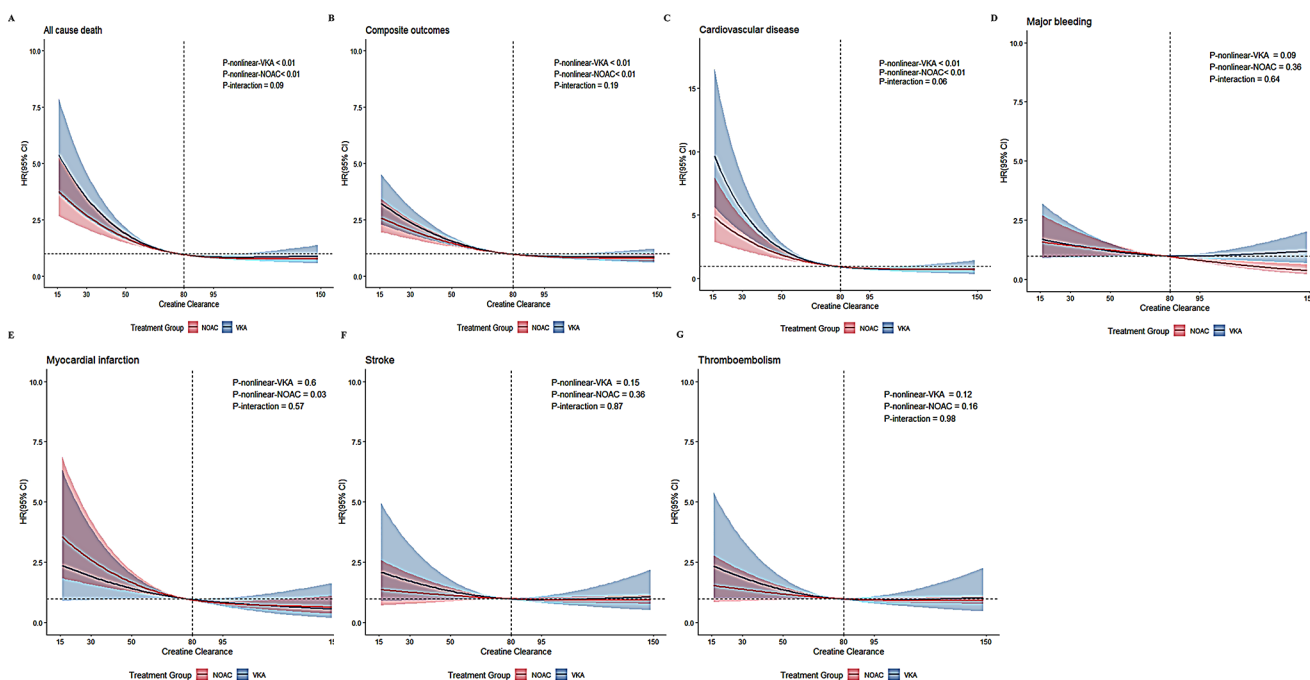 A
All cause death
P-nonlinear-VKA < 0.01
P-nonlinear-NOAC< 0.01
P-interaction = 0.09
HR(95% CI)
10.0
7.5
5.0
2.5
0.0
15 30 50 80 95 150
Creatine Clearance
Treatment Group NOAC VKA
B
Composite outcomes
P-nonlinear-VKA < 0.01
P-nonlinear-NOAC< 0.01
P-interaction = 0.19
HR(95% CI)
10.0
7.5
5.0
2.5
0.0
15 30 50 80 95 150
Creatine Clearance
Treatment Group NOAC VKA
C
Cardiovascular disease
P-nonlinear-VKA < 0.01
P-nonlinear-NOAC< 0.01
P-interaction = 0.06
HR(95% CI)
15
10
5
0
15 30 50 80 95 150
Creatine Clearance
Treatment Group NOAC VKA
D
Major bleeding
P-nonlinear-VKA = 0.09
P-nonlinear-NOAC = 0.36
P-interaction = 0.64
HR(95% CI)
10.0
7.5
5.0
2.5
0.0
15 30 50 80 95 150
Creatine Clearance
Treatment Group NOAC VKA
E
Myocardial infarction
P-nonlinear-VKA = 0.6
P-nonlinear-NOAC = 0.03
P-interaction = 0.57
HR(95% CI)
10.0
7.5
5.0
2.5
0.0
15 30 50 80 95 150
Creatine Clearance
Treatment Group NOAC VKA
F
Stroke
P-nonlinear-VKA = 0.15
P-nonlinear-NOAC = 0.36
P-interaction = 0.87
HR(95% CI)
10.0
7.5
5.0
2.5
0.0
15 30 50 80 95 150
Creatine Clearance
Treatment Group NOAC VKA
G
Thromboembolism
P-nonlinear-VKA = 0.12
P-nonlinear-NOAC = 0.16
P-interaction = 0.98
HR(95% CI)
10.0
7.5
5.0
2.5
0.0
15 30 50 80 95 150
Creatine Clearance
Treatment Group NOAC VKA